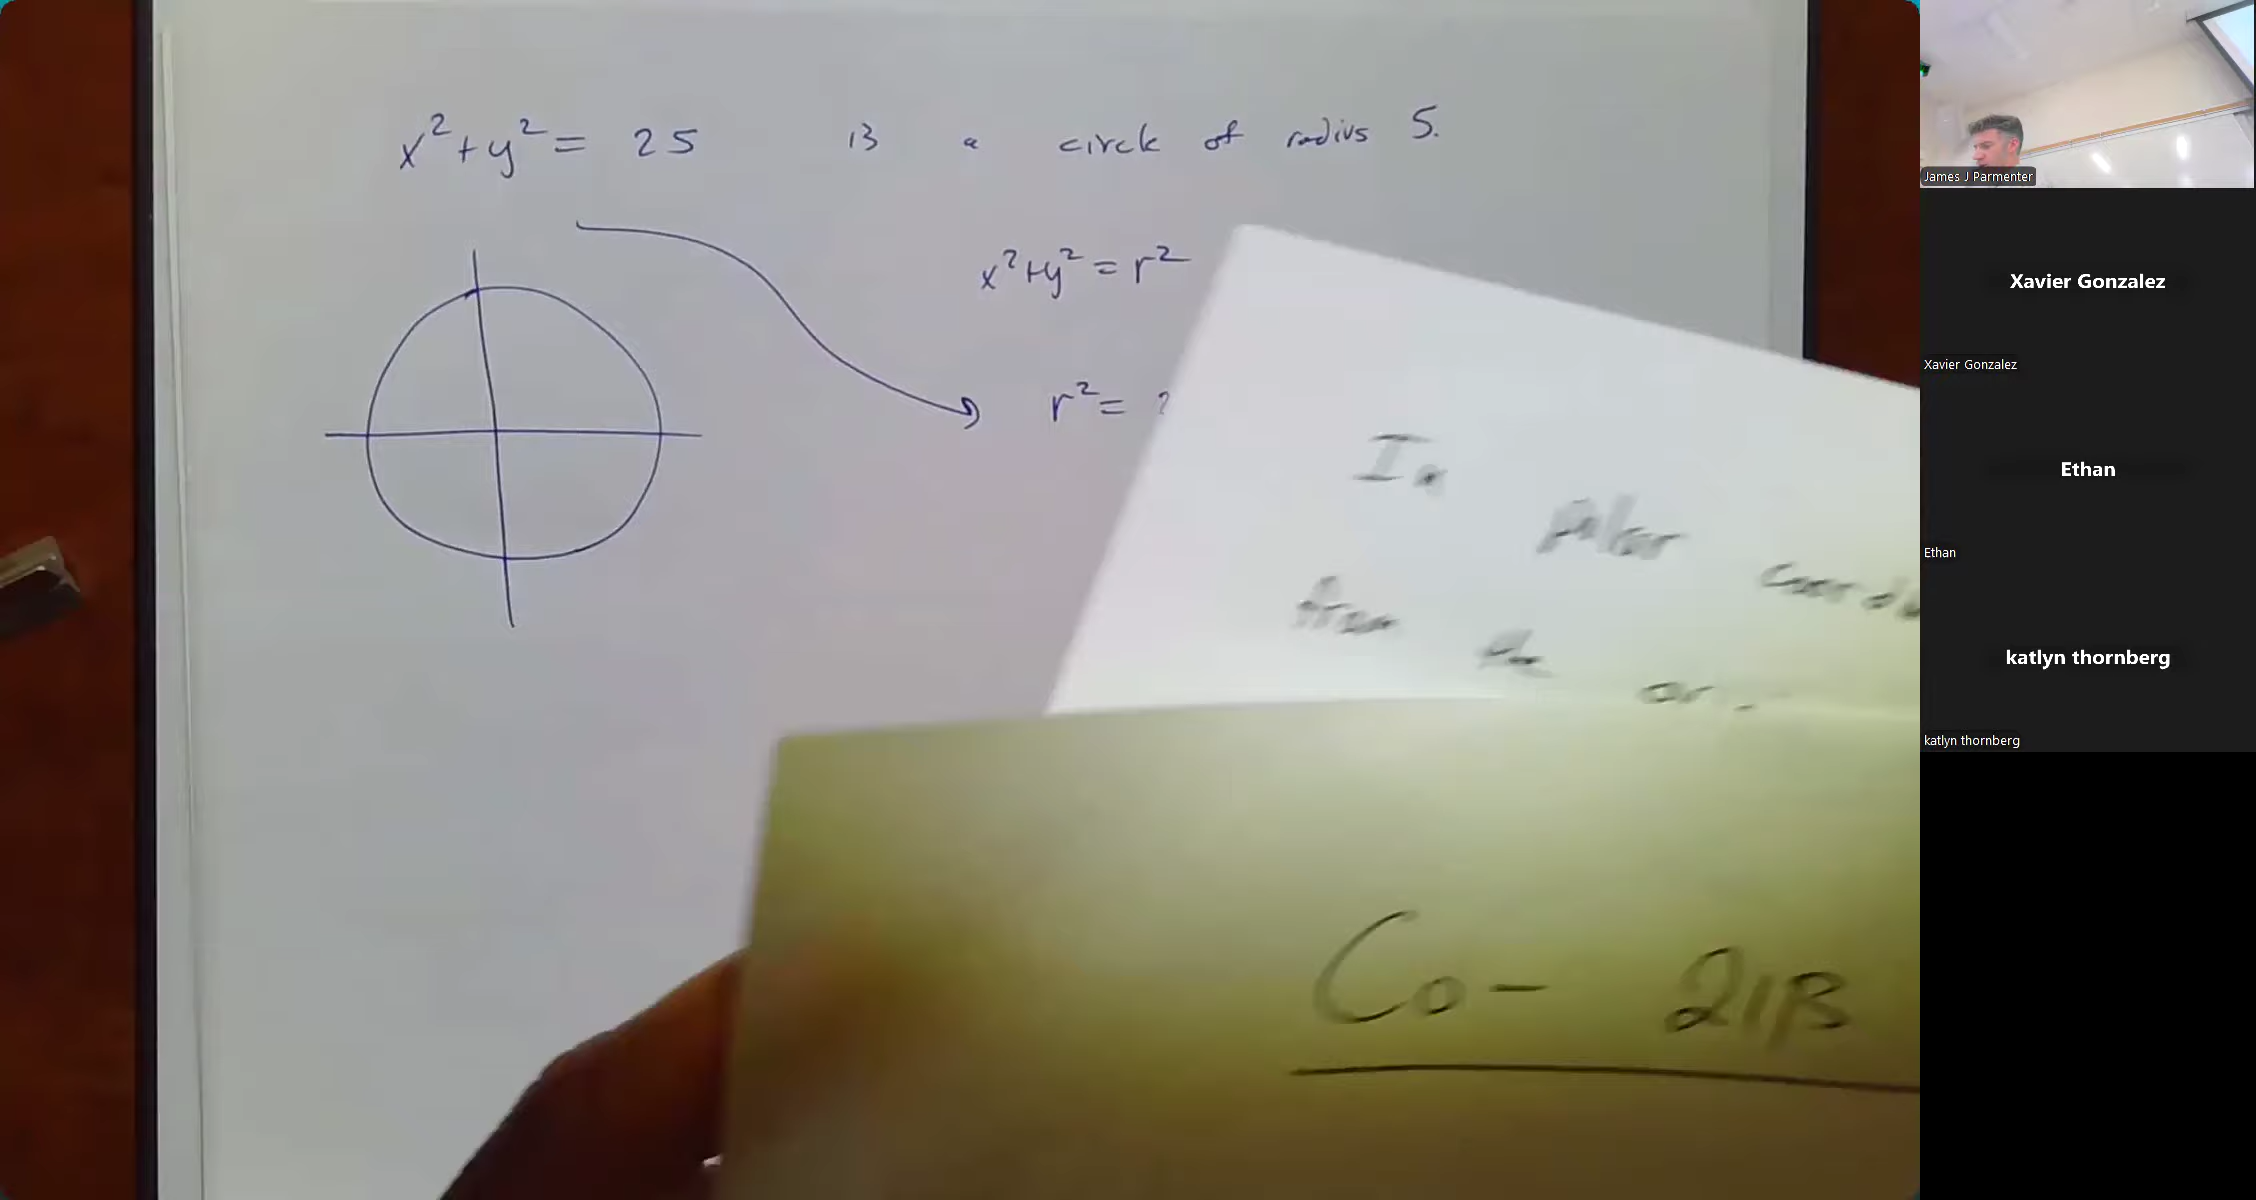 x²+y² = 25 is a circle of radius 5.
x²+y² = r²
r² =
In polar
from the
Co- 21B
James J Parmenter
Xavier Gonzalez
Xavier Gonzalez
Ethan
Ethan
katlyn thornberg
katlyn thornberg